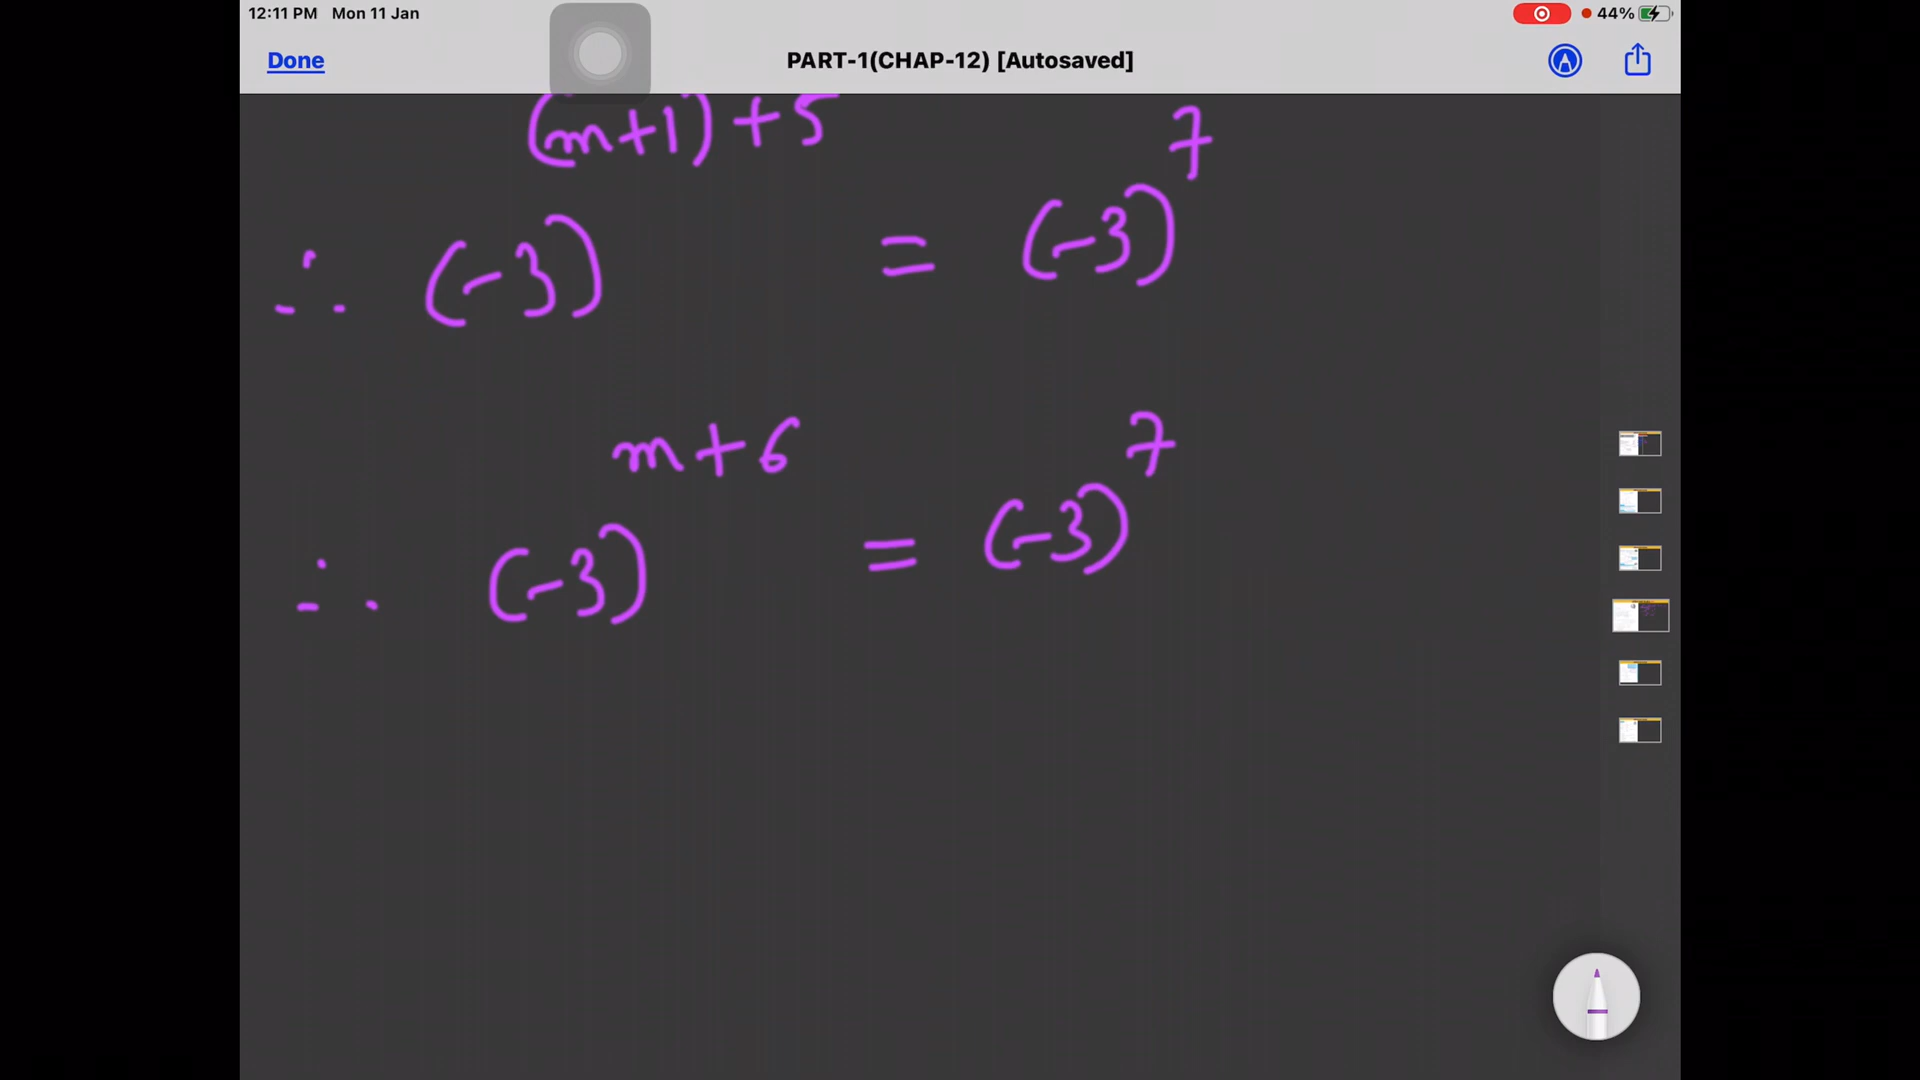 12:11 PM Mon 11 Jan
44%
Done
PART-1(CHAP-12) [Autosaved]
∴ (-3)^(m+1)+5 = (-3)^7
∴ (-3)^m+6 = (-3)^7